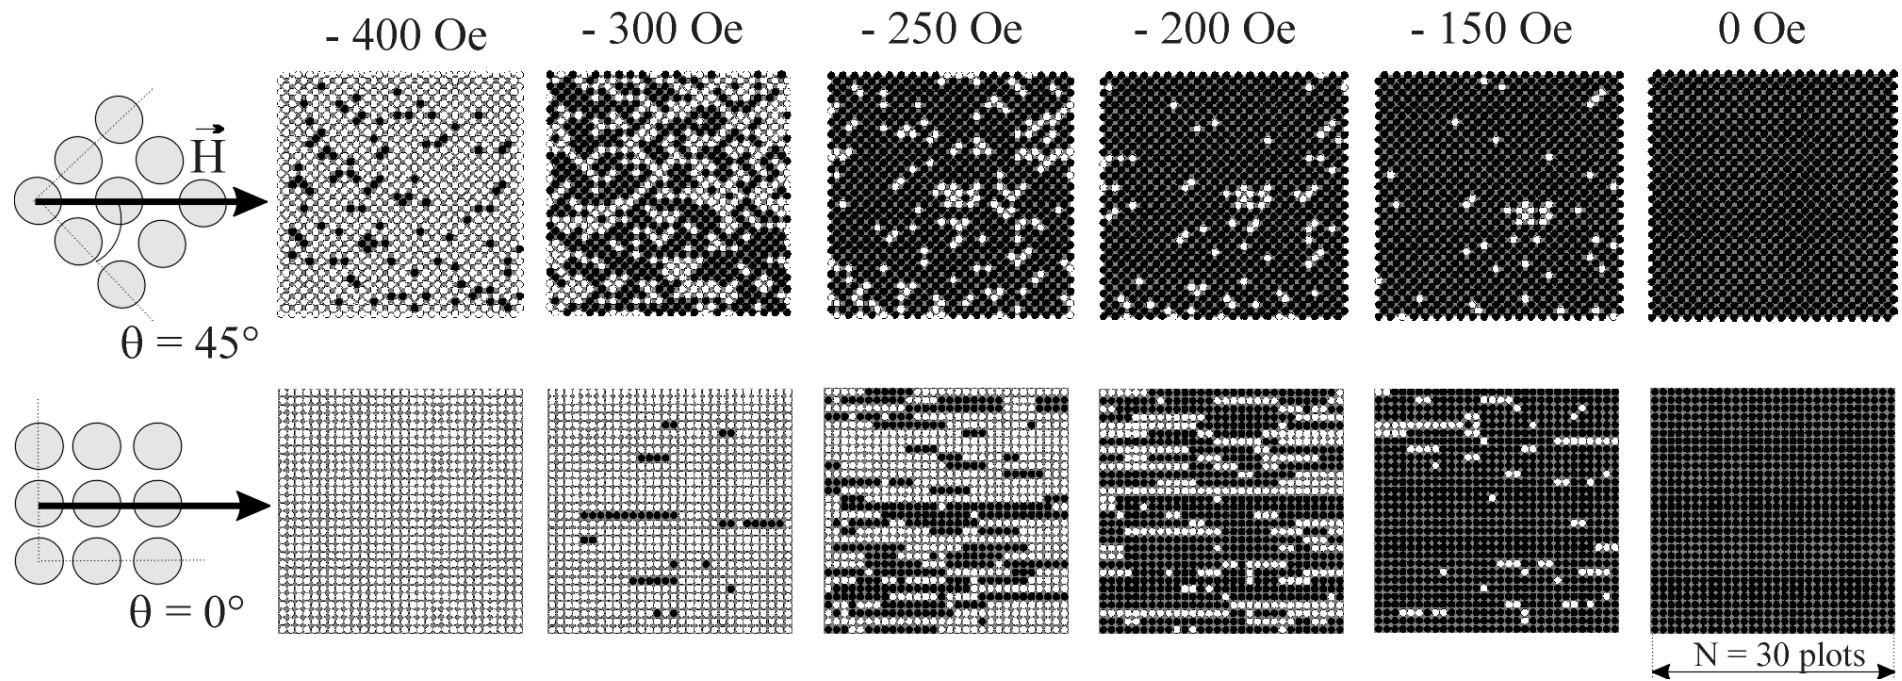 - 400 Oe
- 300 Oe
- 250 Oe
- 200 Oe
- 150 Oe
0 Oe
H
θ = 45°
θ = 0°
N = 30 plots